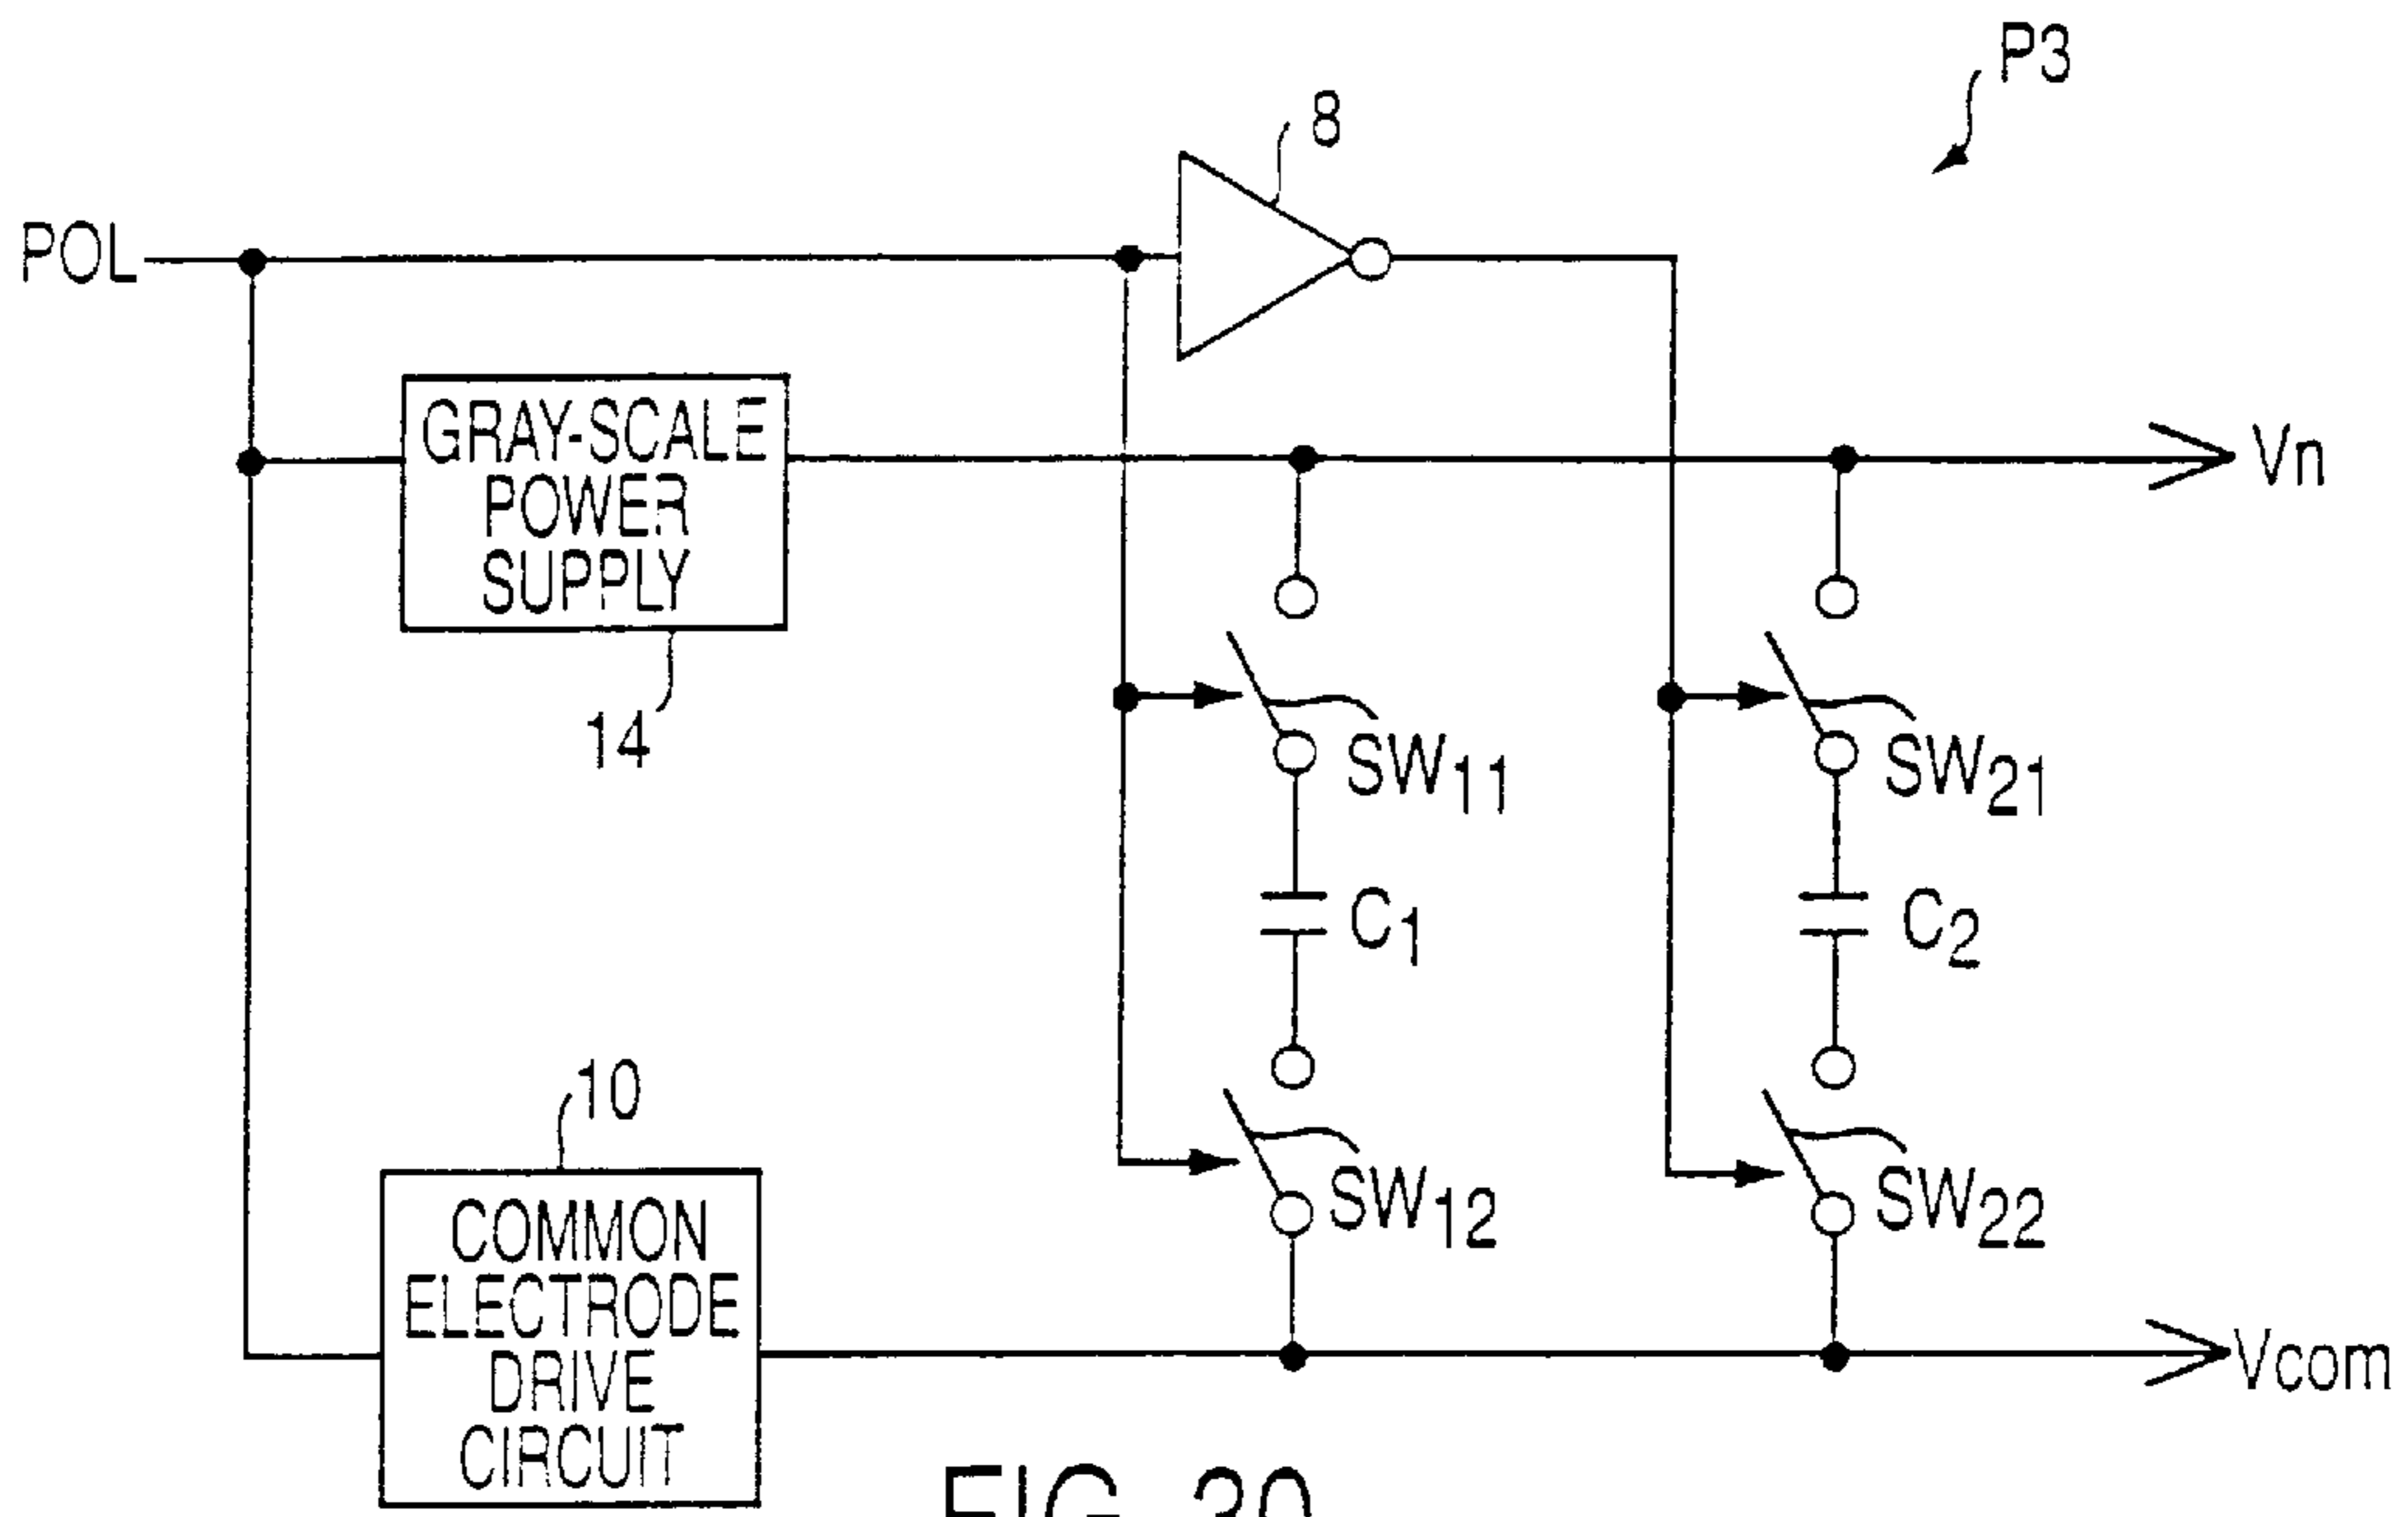 P3
8
POL
GRAY-SCALE
POWER
SUPPLY
Vn
14
SW11
SW21
C1
C2
10
SW12
SW22
COMMON
ELECTRODE
DRIVE
CIRCUIT
Vcom
FIG.